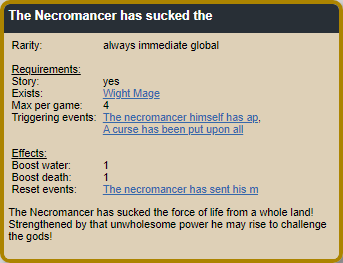 The Necromancer has sucked the
Rarity: always immediate global
Requirements:
Story: yes
Exists: Wight Mage
Max per game: 4
Triggering events: The necromancer himself has ap,
A curse has been put upon all
Effects:
Boost water: 1
Boost death: 1
Reset events: The necromancer has sent his m
The Necromancer has sucked the force of life from a whole land!
Strengthened by that unwholesome power he may rise to challenge
the gods!